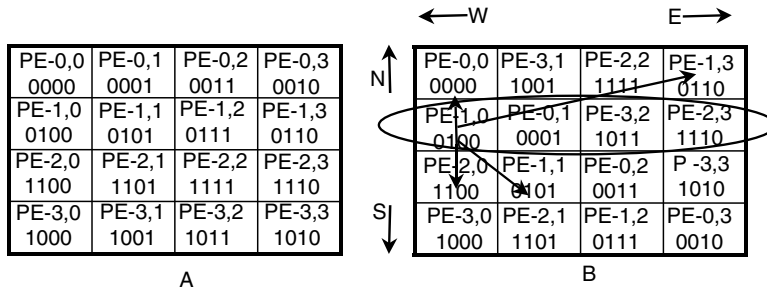 W E
N
PE-0,0 PE-0,1 PE-0,2 PE-0,3
0000 0001 0011 0010
PE-1,0 PE-1,1 PE-1,2 PE-1,3
0100 0101 0111 0110
PE-2,0 PE-2,1 PE-2,2 PE-2,3
1100 1101 1111 1110
PE-3,0 PE-3,1 PE-3,2 PE-3,3
1000 1001 1011 1010
A
PE-0,0 PE-3,1 PE-2,2 PE-1,3
0000 1001 1111 0110
PE-1,0 PE-0,1 PE-3,2 PE-2,3
0100 0001 1011 1110
PE-2,0 PE-1,1 PE-0,2 P -3,3
1100 0101 0011 1010
S
PE-3,0 PE-2,1 PE-1,2 PE-0,3
1000 1101 0111 0010
B